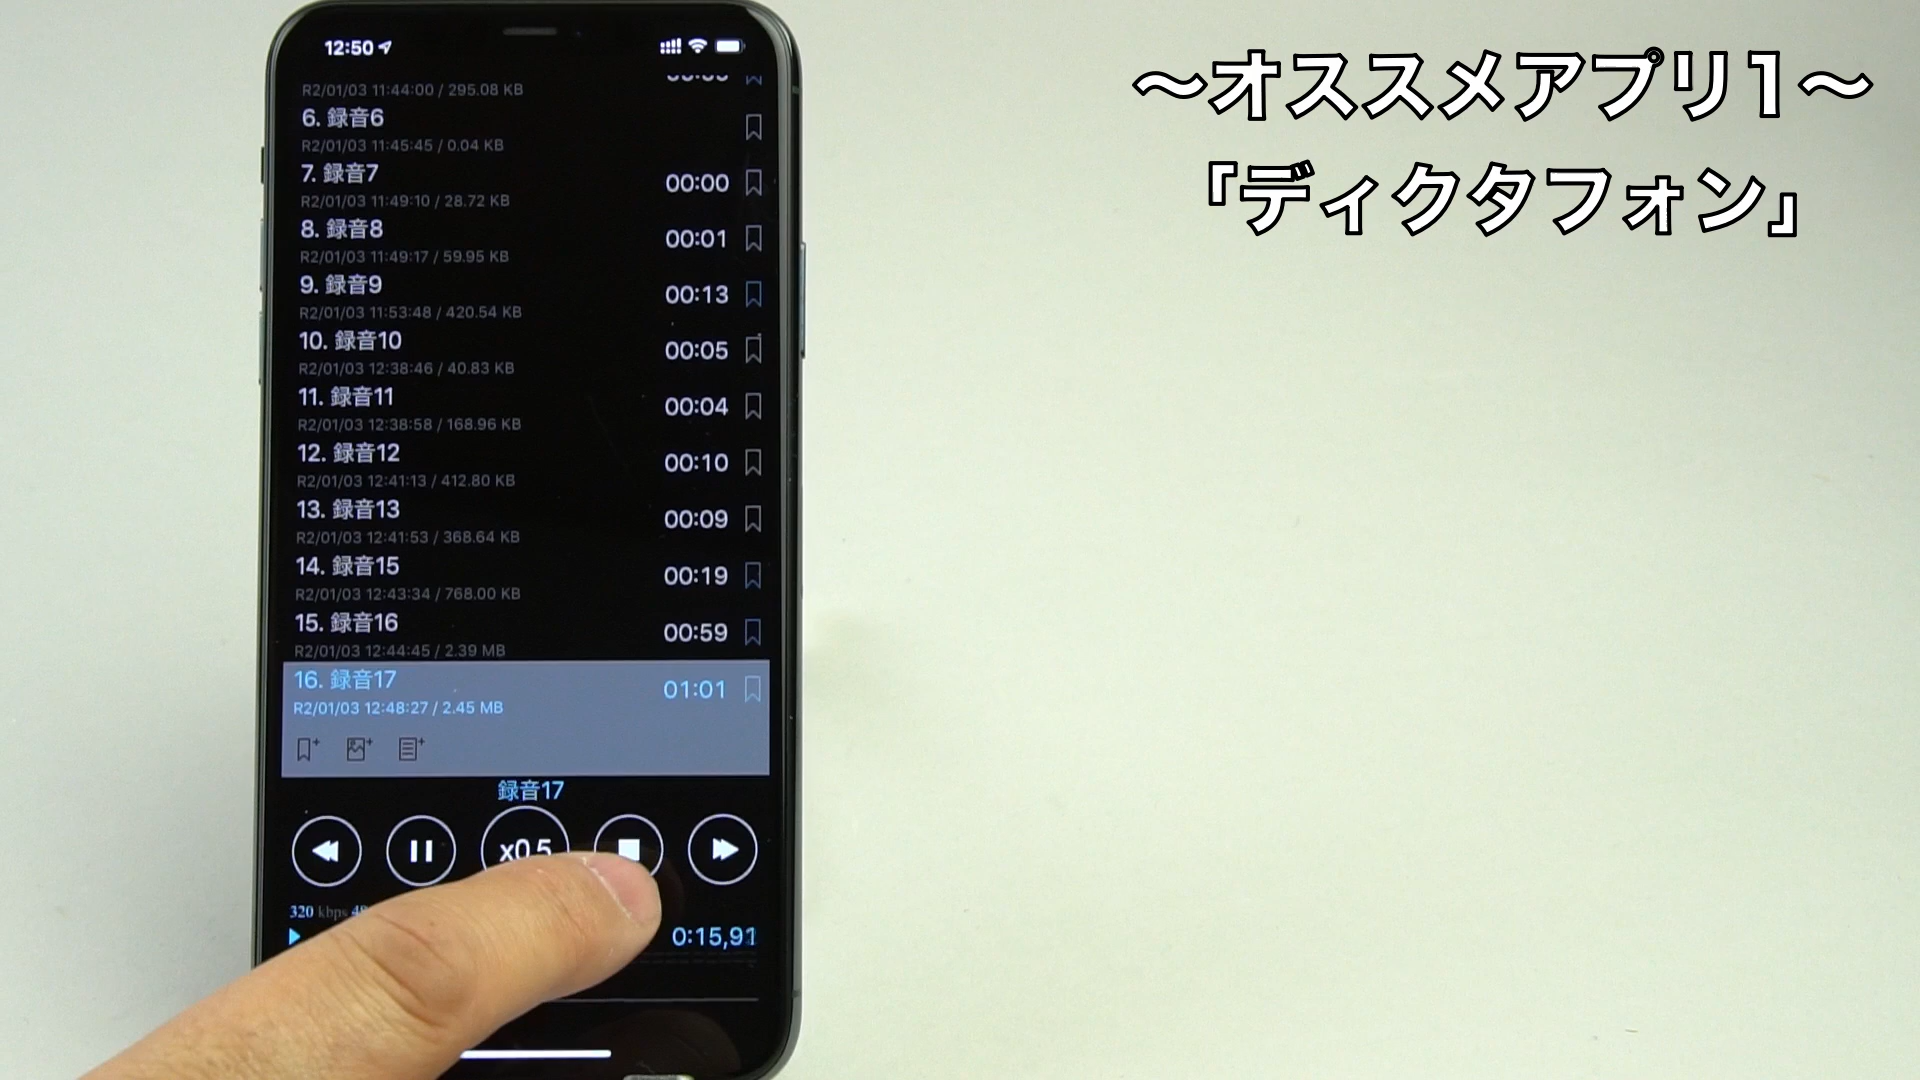 12:50
R2/01/03 11:44:00 / 295.08 KB
6. 録音6
R2/01/03 11:45:45 / 0.04 KB
7. 録音7
00:00
R2/01/03 11:49:10 / 28.72 KB
8. 録音8
00:01
R2/01/03 11:49:17 / 59.95 KB
9. 録音9
00:13
R2/01/03 11:53:48 / 420.54 KB
10. 録音10
00:05
R2/01/03 12:38:46 / 40.83 KB
11. 録音11
00:04
R2/01/03 12:38:58 / 168.96 KB
12. 録音12
00:10
R2/01/03 12:41:13 / 412.80 KB
13. 録音13
00:09
R2/01/03 12:41:53 / 368.64 KB
14. 録音15
00:19
R2/01/03 12:43:34 / 768.00 KB
15. 録音16
00:59
R2/01/03 12:44:45 / 2.39 MB
16. 録音17
01:01
R2/01/03 12:48:27 / 2.45 MB
録音17
x0.5
320 kbps
0:15,91
〜オススメアプリ1〜
「ディクタフォン」